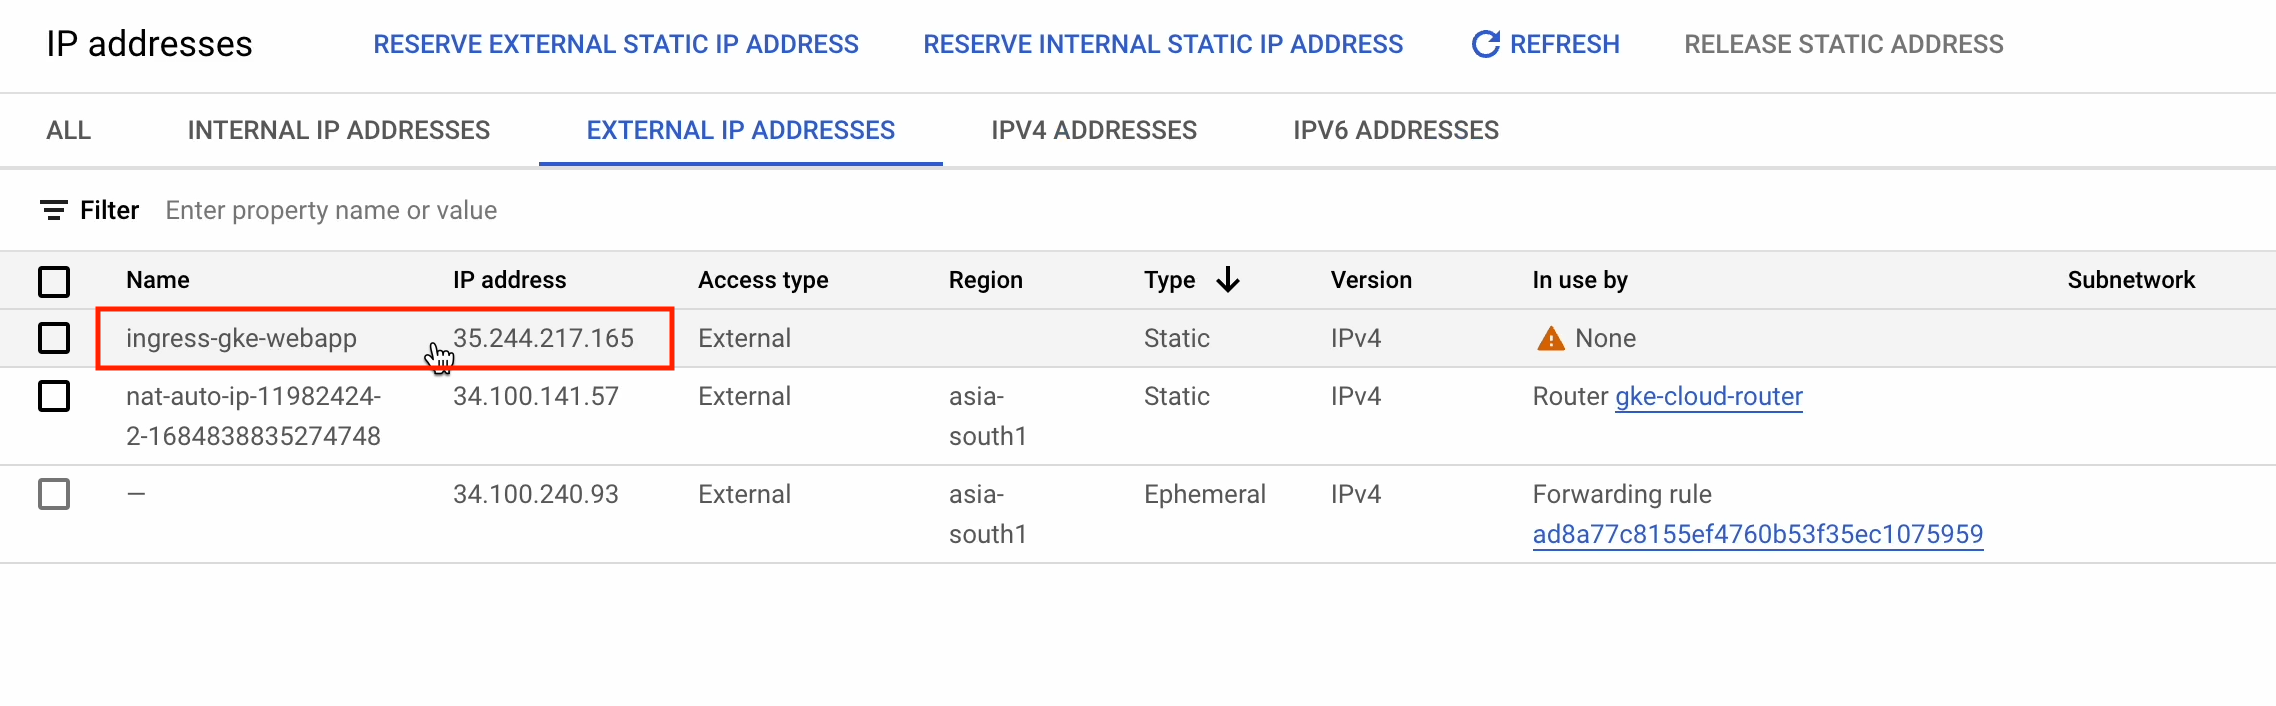 IP addresses RESERVE EXTERNAL STATIC IP ADDRESS RESERVE INTERNAL STATIC IP ADDRESS REFRESH RELEASE STATIC ADDRESS
ALL INTERNAL IP ADDRESSES EXTERNAL IP ADDRESSES IPV4 ADDRESSES IPV6 ADDRESSES
Filter Enter property name or value
Name IP address Access type Region Type Version In use by Subnetwork
ingress-gke-webapp 35.244.217.165 External Static IPv4 None
nat-auto-ip-11982424- 34.100.141.57 External asia- Static IPv4 Router gke-cloud-router
2-1684838835274748 south1
— 34.100.240.93 External asia- Ephemeral IPv4 Forwarding rule
south1 ad8a77c8155ef4760b53f35ec1075959